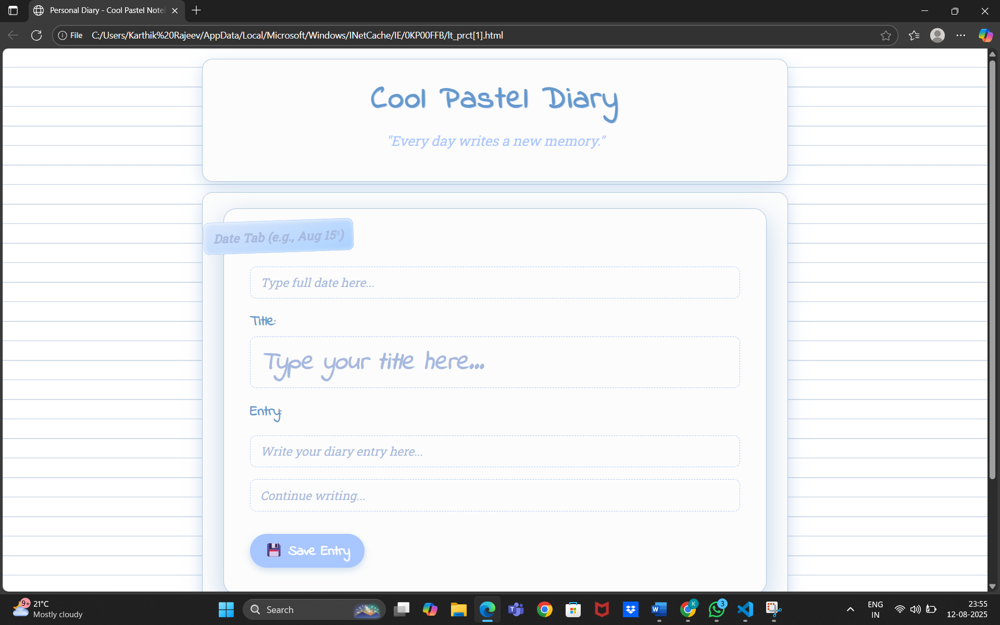 Personal Diary - Cool Pastel Note
File
C:/Users/Karthik%20Rajeev/AppData/Local/Microsoft/Windows/INetCache/IE/0KP00FFB/lt_prct[1].html
Cool Pastel Diary
"Every day writes a new memory."
Date Tab (e.g., Aug 15ˢ)
Type full date here...
Title:
Type your title here...
Entry:
Write your diary entry here...
Continue writing...
💾 Save Entry
9+
21°C
Mostly cloudy
Search
T
W
K
3
ENG
IN
23:55
12-08-2025